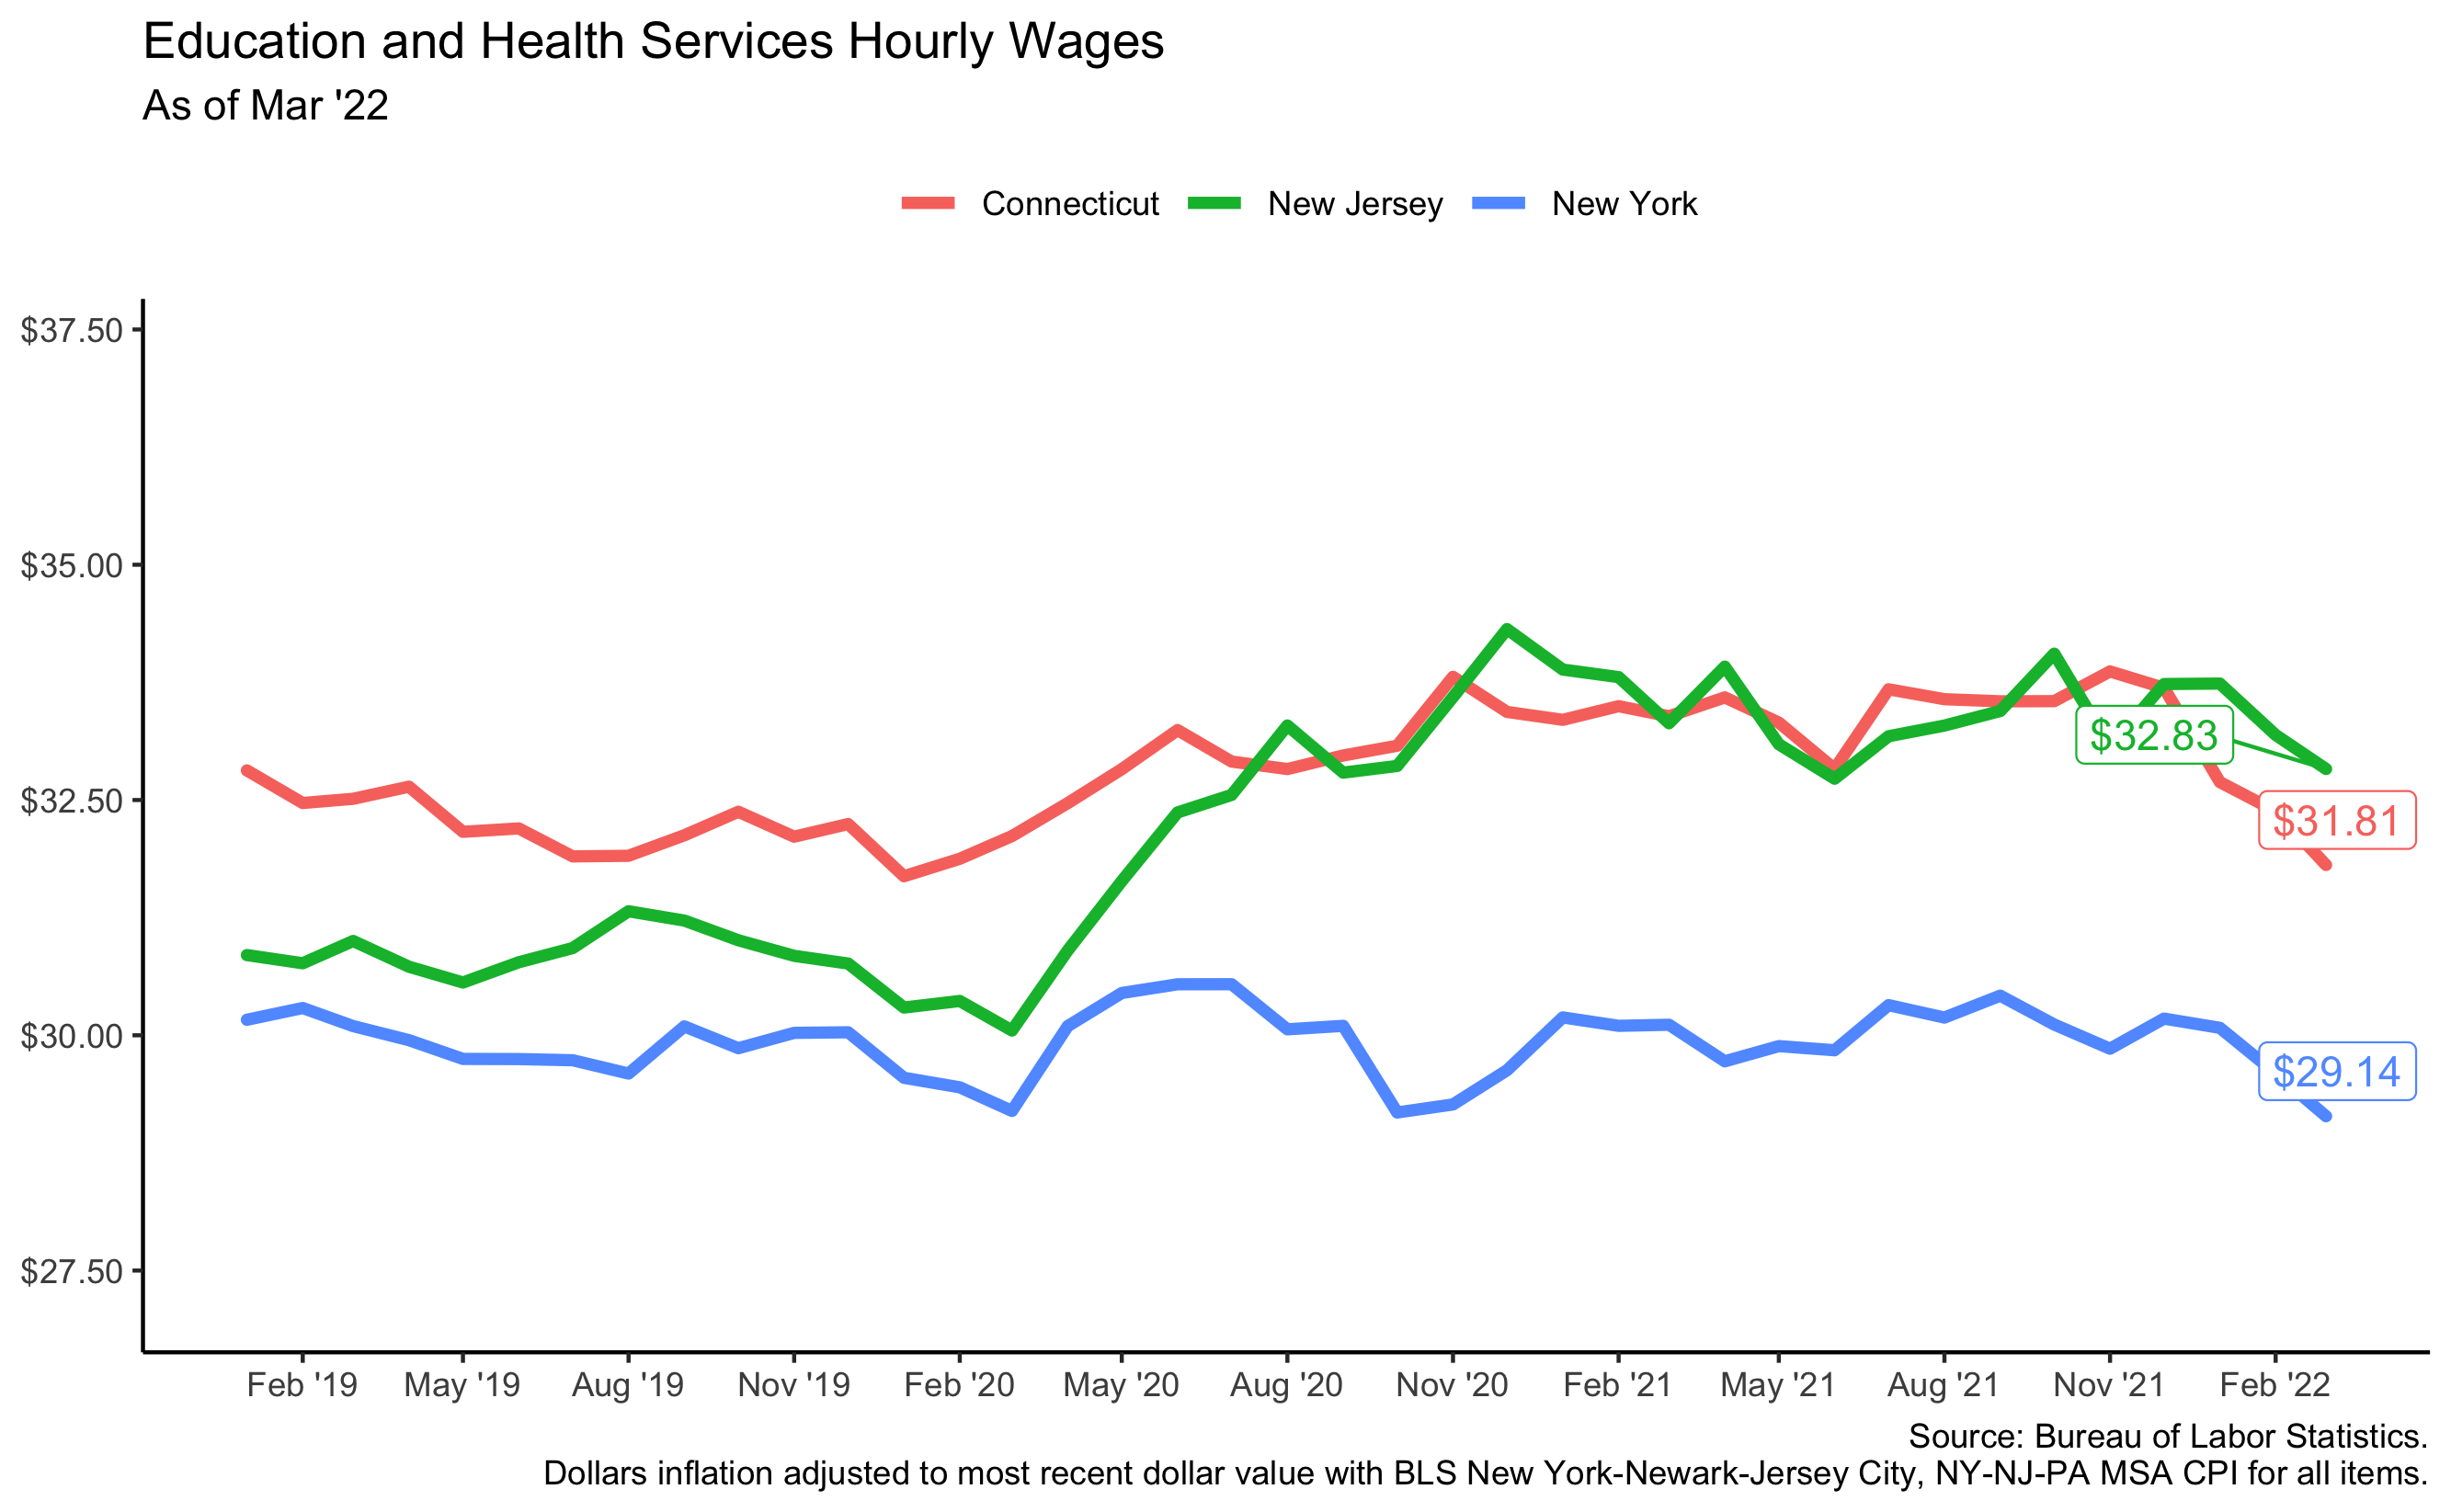 Education and Health Services Hourly Wages
As of Mar '22
Connecticut New Jersey New York
$37.50
$35.00
$32.50
$30.00
$27.50
$32.83
$31.81
$29.14
Feb '19 May '19 Aug '19 Nov '19 Feb '20 May '20 Aug '20 Nov '20 Feb '21 May '21 Aug '21 Nov '21 Feb '22
Source: Bureau of Labor Statistics.
Dollars inflation adjusted to most recent dollar value with BLS New York-Newark-Jersey City, NY-NJ-PA MSA CPI for all items.